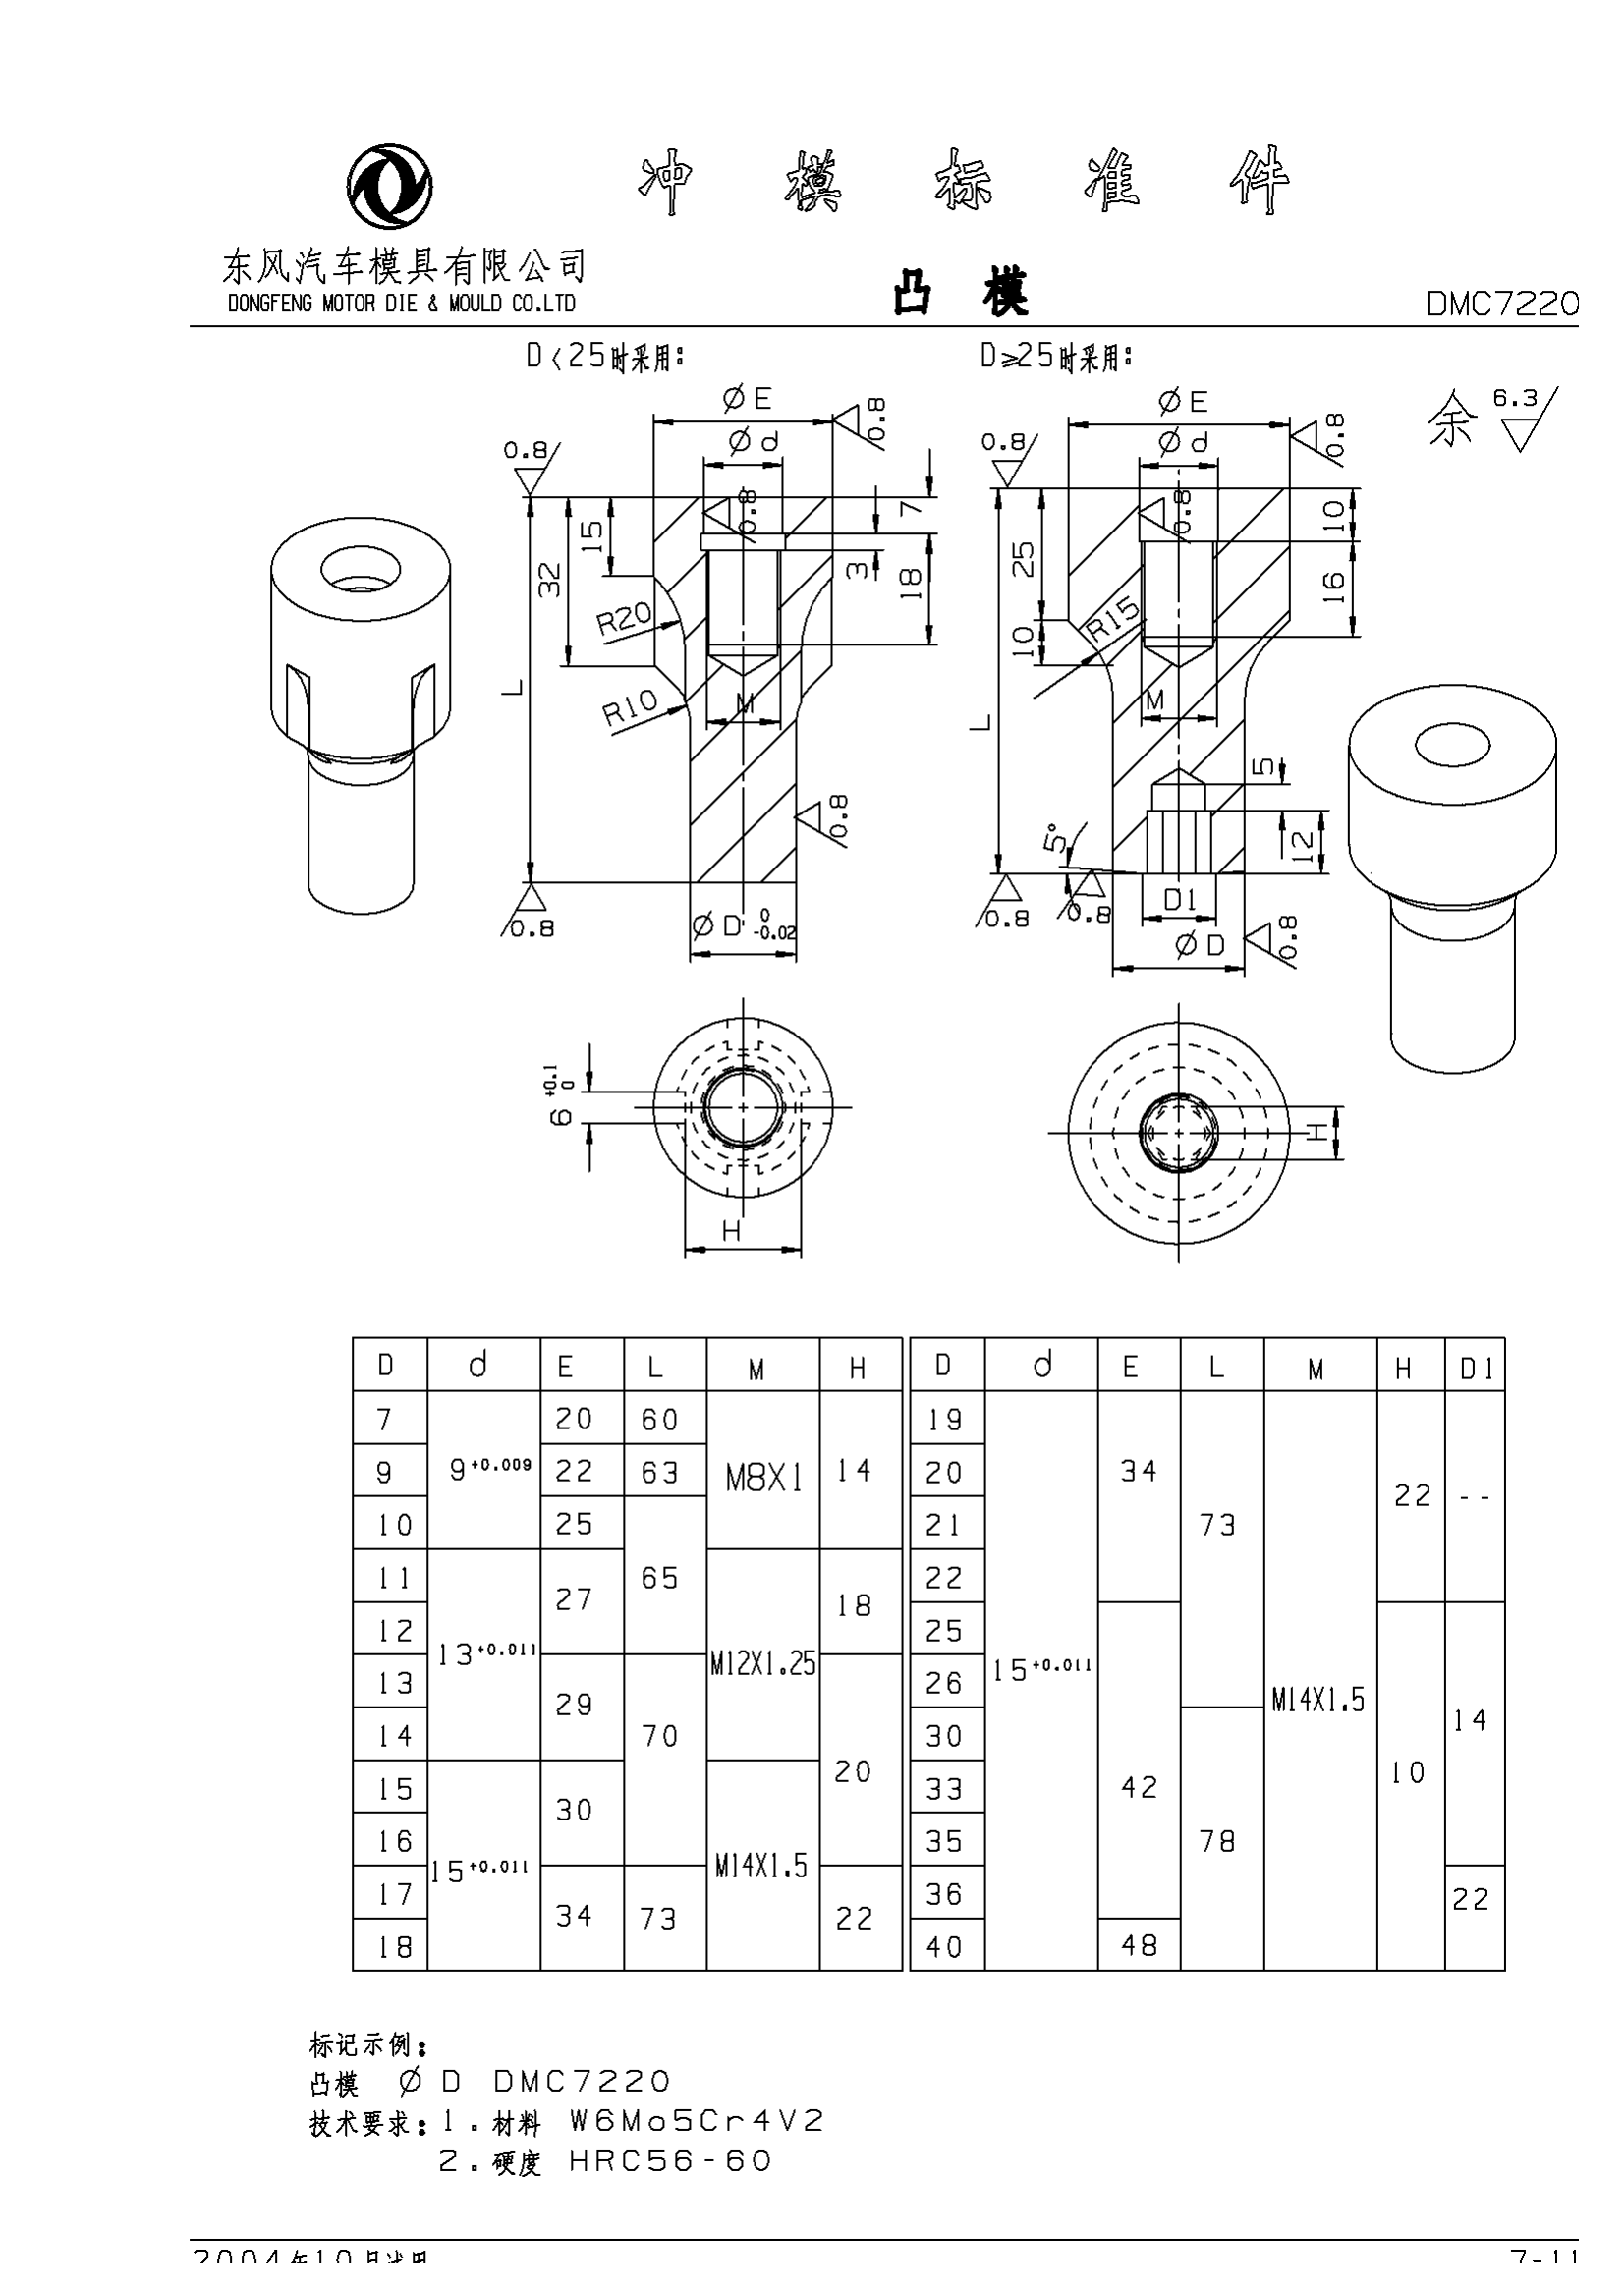 冲模标准件
东风汽车模具有限公司
DONGFENG MOTOR DIE & MOULD CO.LTD
凸 模
DMC7220
D<25时采用:
D≥25时采用:
余 6.3
ØE
Ød
0.8
0.8
0.8
7
15
32
3
18
R20
L
M
R10
0.8
0.8
ØD 0 -0.02
ØE
Ød
0.8
0.8
0.8
10
25
16
R15
10
M
L
5
5°
12
0.8
0.8
D1
ØD
0.8
6 +0.1 0
H
H
D d E L M H D d E L M H D1
7 9+0.009 20 60 M8X1 14 19 15+0.011 34 73 M14X1.5 22 --
9 22 63 20
10 25 65 21
11 13+0.011 27 M12X1.25 18 22
12 25 42 10 14
13 29 70 20 26
14 30 78
15 15+0.011 30 M14X1.5 33
16 35
17 34 73 22 36 22
18 40 48
标记示例:
凸模 ØD DMC7220
技术要求:1.材料 W6Mo5Cr4V2
2.硬度 HRC56-60
2004年10月
7-11